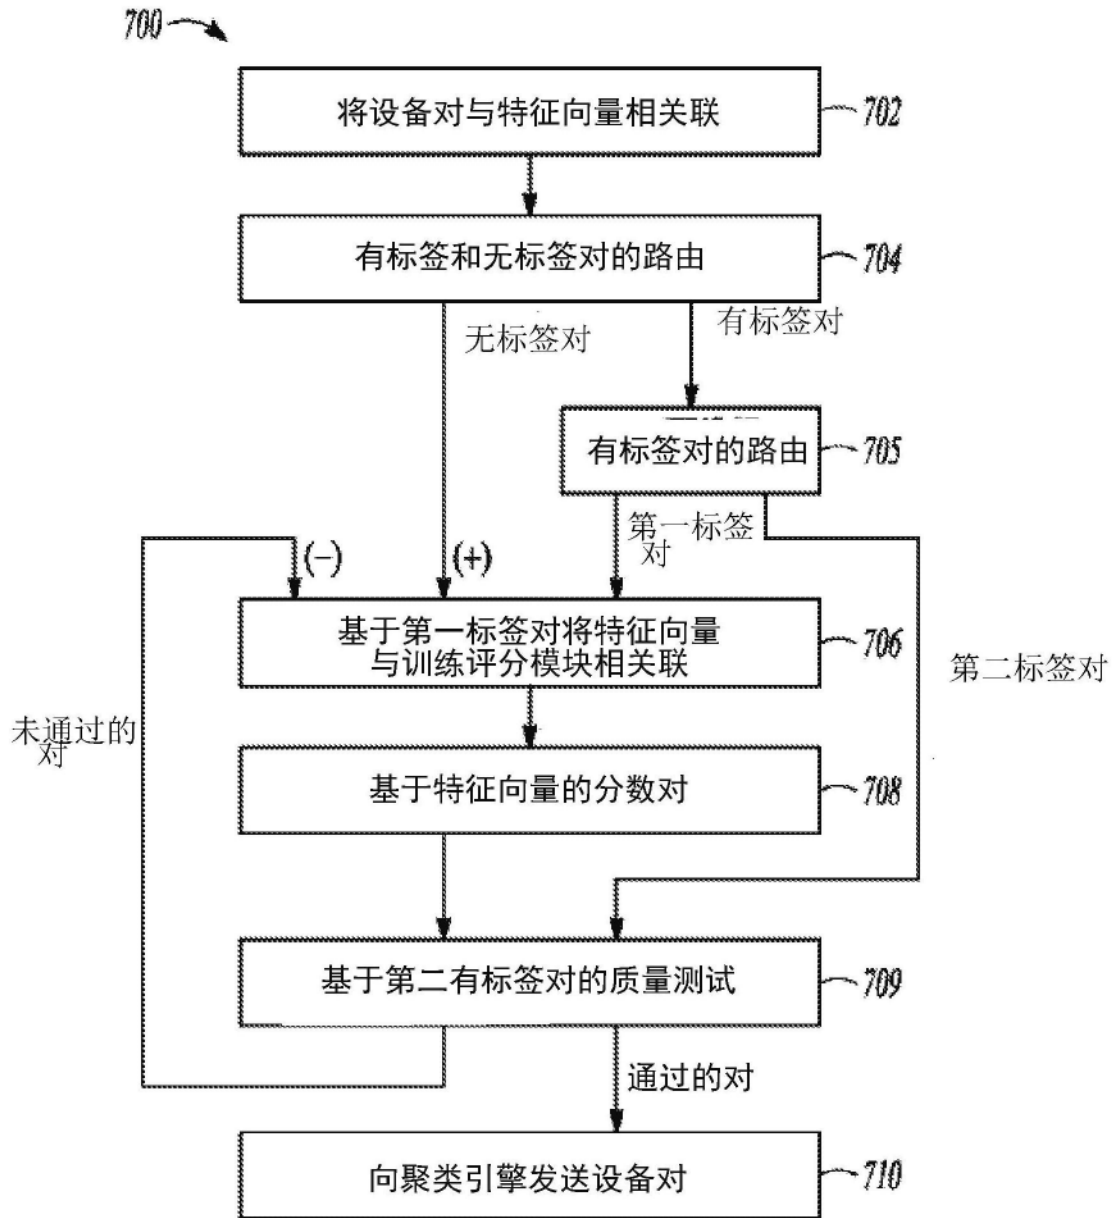 700
将设备对与特征向量相关联
702
有标签和无标签对的路由
704
无标签对
有标签对
有标签对的路由
705
第一标签
对
(-)
(+)
基于第一标签对将特征向量
与训练评分模块相关联
706
第二标签对
未通过的
对
基于特征向量的分数对
708
基于第二有标签对的质量测试
709
通过的对
向聚类引擎发送设备对
710